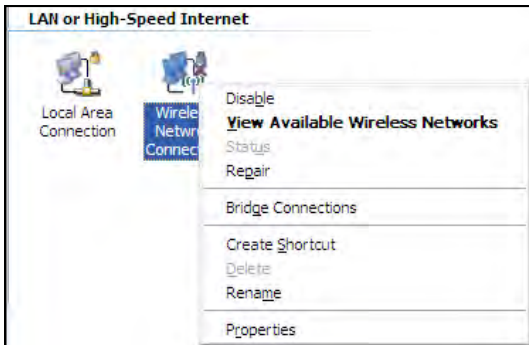 LAN or High-Speed Internet
Local Area
Connection
Wirele
Netwo
Connec
Disable
View Available Wireless Networks
Status
Repair
Bridge Connections
Create Shortcut
Delete
Rename
Properties